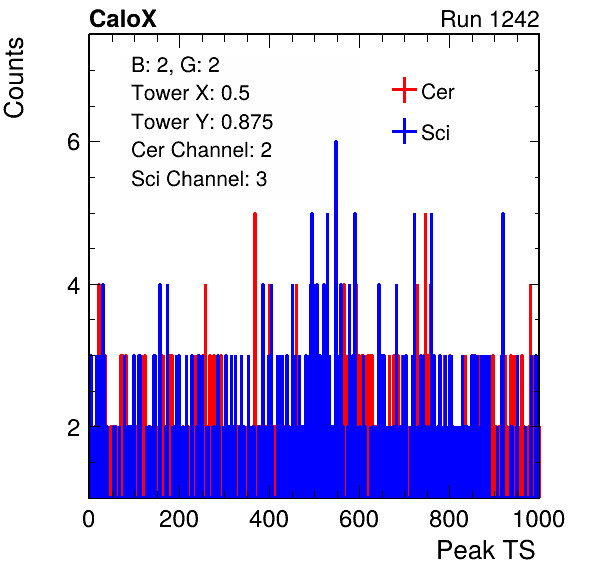 CaloX Run 1242
Counts
B: 2, G: 2
Tower X: 0.5
Tower Y: 0.875
Cer Channel: 2
Sci Channel: 3
Cer
Sci
6
4
2
0 200 400 600 800 1000
Peak TS